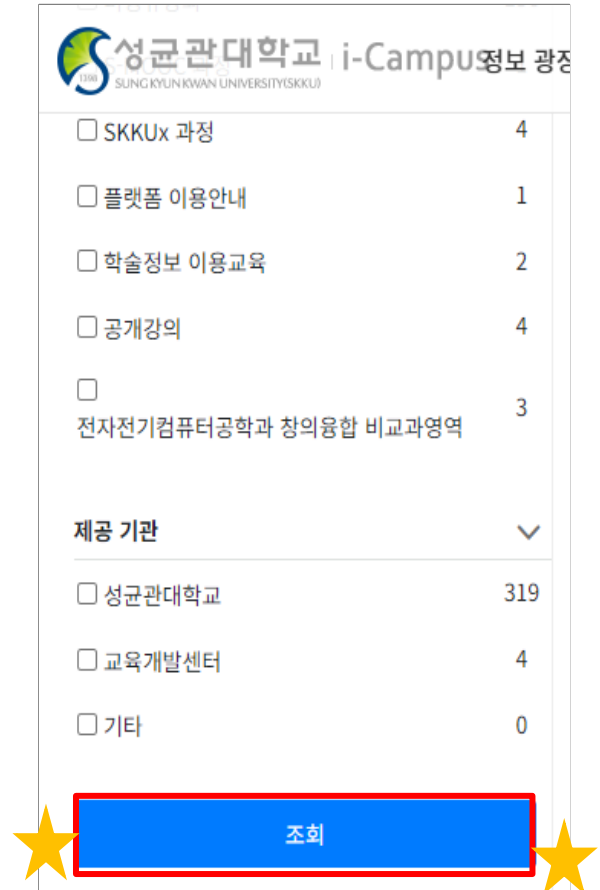 성균관대학교 i-Campus 정보 광장
1398 SUNG KYUN KWAN UNIVERSITY(SKKU)
SKKUx 과정 4
플랫폼 이용안내 1
학술정보 이용교육 2
공개강의 4
전자전기컴퓨터공학과 창의융합 비교과영역 3
제공 기관
성균관대학교 319
교육개발센터 4
기타 0
조회